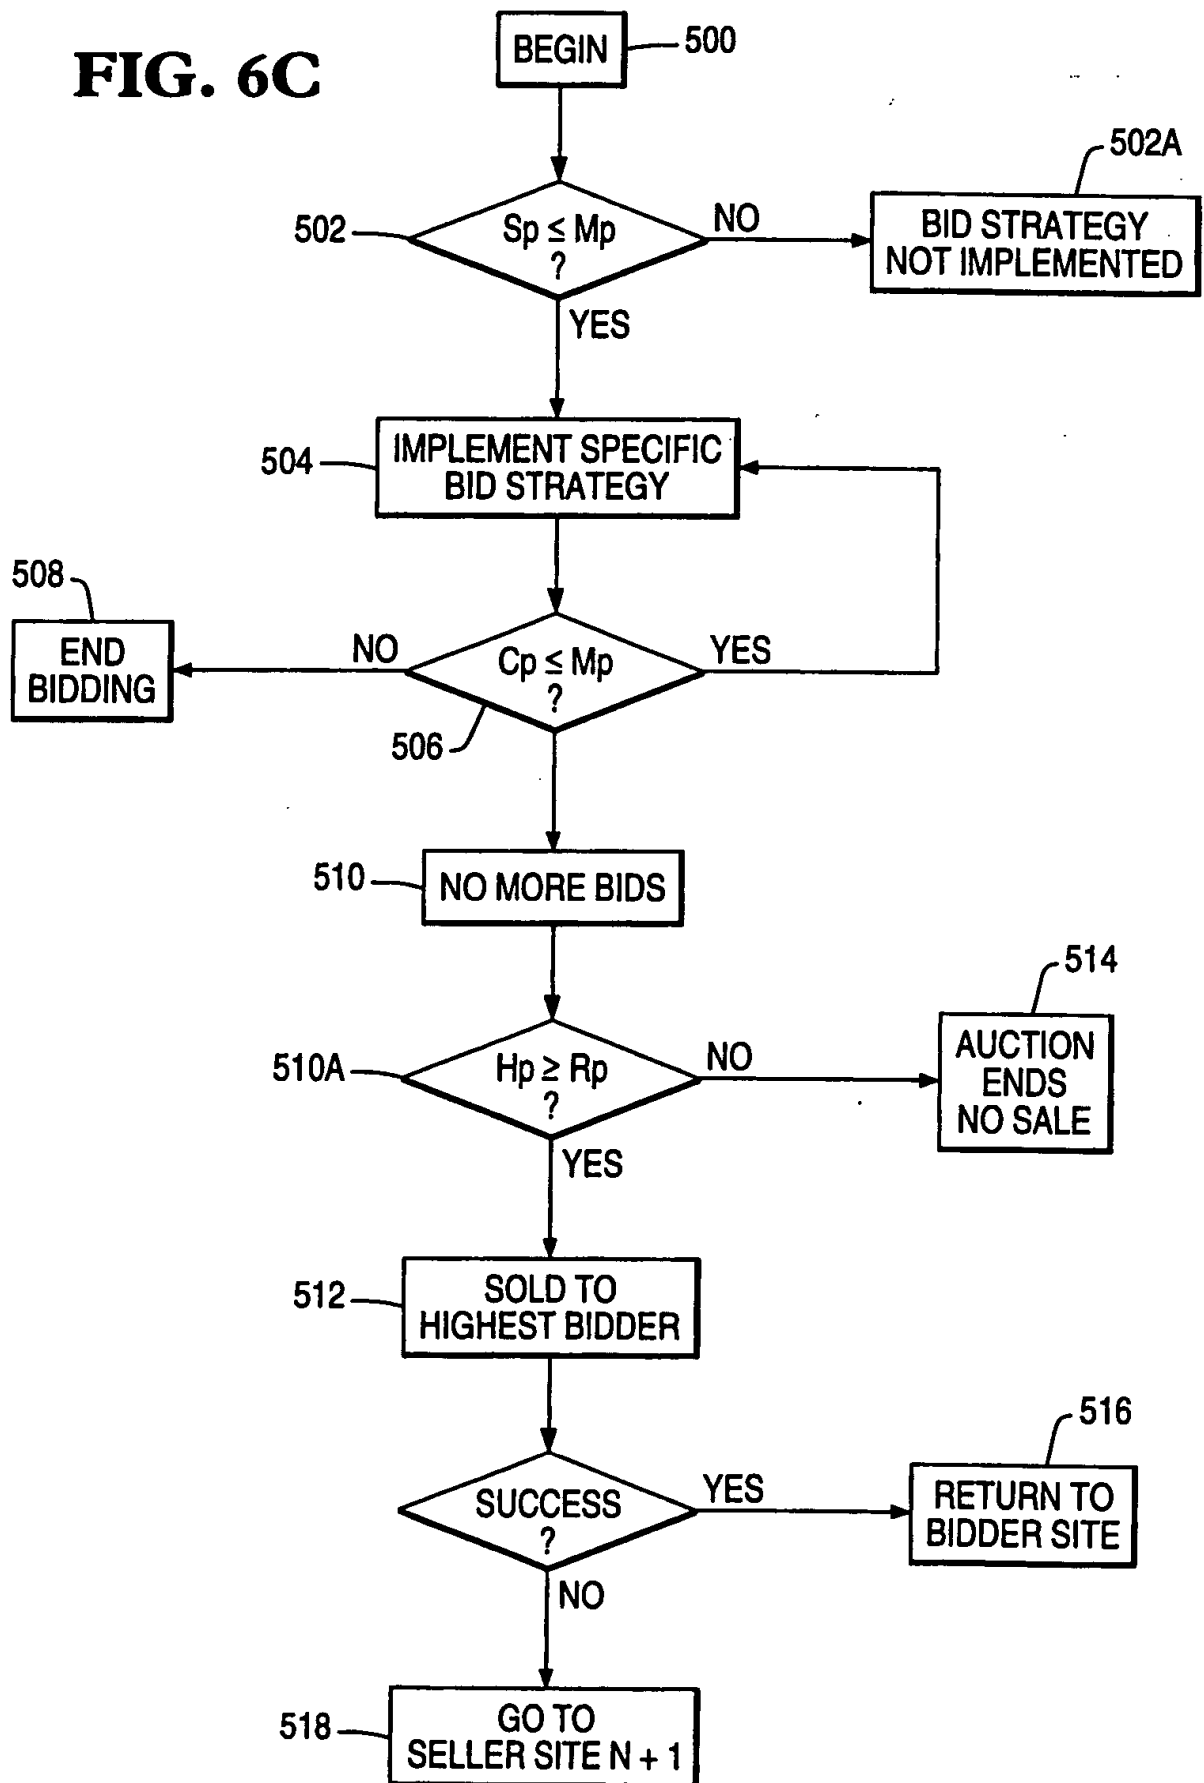 FIG. 6C
BEGIN
500
502
Sp ≤ Mp
?
NO
502A
BID STRATEGY
NOT IMPLEMENTED
YES
504
IMPLEMENT SPECIFIC
BID STRATEGY
508
END
BIDDING
NO
Cp ≤ Mp
?
YES
506
510
NO MORE BIDS
510A
Hp ≥ Rp
?
NO
514
AUCTION
ENDS
NO SALE
YES
512
SOLD TO
HIGHEST BIDDER
SUCCESS
?
YES
516
RETURN TO
BIDDER SITE
NO
518
GO TO
SELLER SITE N + 1